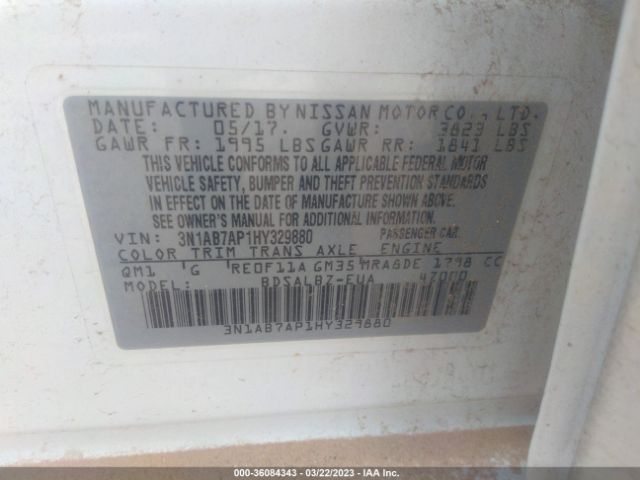 MANUFACTURED BY NISSAN MOTOR CO., LTD.
DATE: 05/17. GVWR: 3823 LBS
GAWR FR: 1995 LBS GAWR RR: 1841 LBS
THIS VEHICLE CONFORMS TO ALL APPLICABLE FEDERAL MOTOR
VEHICLE SAFETY, BUMPER AND THEFT PREVENTION STANDARDS
IN EFFECT ON THE DATE OF MANUFACTURE SHOWN ABOVE.
SEE OWNER'S MANUAL FOR ADDITIONAL INFORMATION.
VIN: 3N1AB7AP1HY329880 PASSENGER CAR
COLOR TRIM TRANS AXLE ENGINE
QM1 G RE0F11A GM35 MRA8DE 1798 CC
MODEL: BDSALBZ-EUA 47000
3N1AB7AP1HY329880
000-36084343 | 03/22/2023 | IAA Inc.